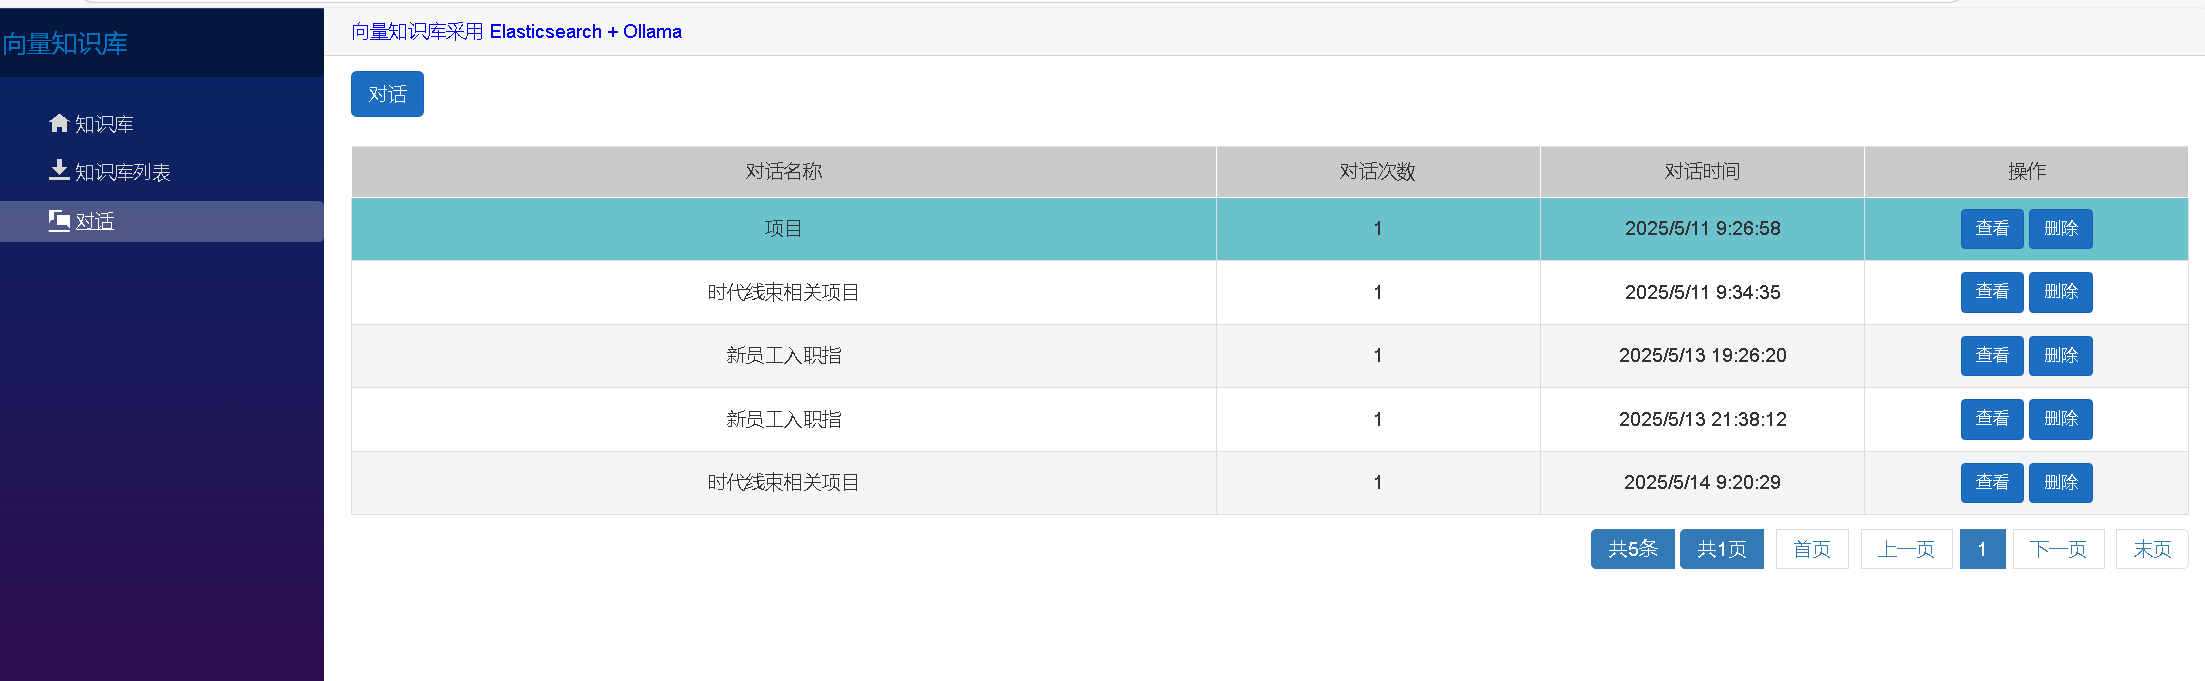 向量知识库
向量知识库采用 Elasticsearch + Ollama
知识库
知识库列表
对话
对话
对话名称 对话次数 对话时间 操作
项目 1 2025/5/11 9:26:58 查看 删除
时代线束相关项目 1 2025/5/11 9:34:35 查看 删除
新员工入职指 1 2025/5/13 19:26:20 查看 删除
新员工入职指 1 2025/5/13 21:38:12 查看 删除
时代线束相关项目 1 2025/5/14 9:20:29 查看 删除
共5条 共1页 首页 上一页 1 下一页 末页